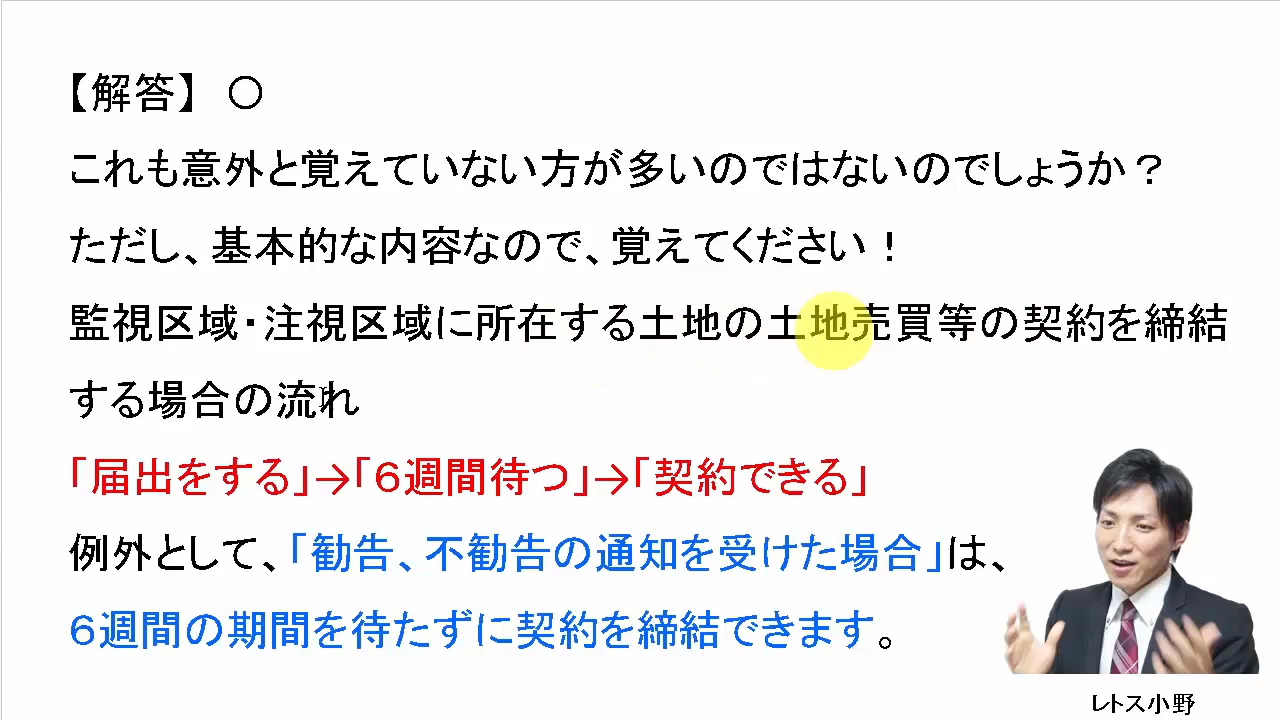 【解答】 ○
これも意外と覚えていない方が多いのではないのでしょうか？
ただし、基本的な内容なので、覚えてください！
監視区域・注視区域に所在する土地の土地売買等の契約を締結
する場合の流れ
「届出をする」→「６週間待つ」→「契約できる」
例外として、「勧告、不勧告の通知を受けた場合」は、
６週間の期間を待たずに契約を締結できます。
レトス小野